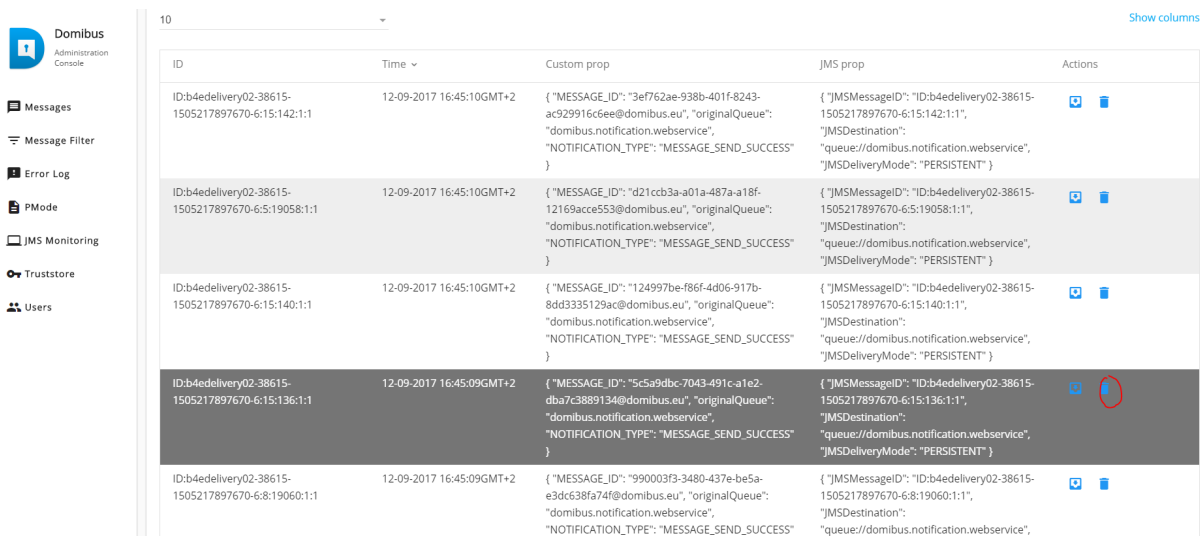 Domibus
Administration
Console
Messages
Message Filter
Error Log
PMode
JMS Monitoring
Truststore
Users
10
Show columns
ID
Time
Custom prop
JMS prop
Actions
ID:b4edelivery02-38615-
1505217897670-6:15:142:1:1
12-09-2017 16:45:10GMT+2
{ "MESSAGE_ID": "3ef762ae-938b-401f-8243-
ac929916c6ee@domibus.eu", "originalQueue":
"domibus.notification.webservice",
"NOTIFICATION_TYPE": "MESSAGE_SEND_SUCCESS"
}
{ "JMSMessageID": "ID:b4edelivery02-38615-
1505217897670-6:15:142:1:1",
"JMSDestination":
"queue://domibus.notification.webservice",
"JMSDeliveryMode": "PERSISTENT" }
ID:b4edelivery02-38615-
1505217897670-6:5:19058:1:1
12-09-2017 16:45:10GMT+2
{ "MESSAGE_ID": "d21ccb3a-a01a-487a-a18f-
12169acce553@domibus.eu", "originalQueue":
"domibus.notification.webservice",
"NOTIFICATION_TYPE": "MESSAGE_SEND_SUCCESS"
}
{ "JMSMessageID": "ID:b4edelivery02-38615-
1505217897670-6:5:19058:1:1",
"JMSDestination":
"queue://domibus.notification.webservice",
"JMSDeliveryMode": "PERSISTENT" }
ID:b4edelivery02-38615-
1505217897670-6:15:140:1:1
12-09-2017 16:45:10GMT+2
{ "MESSAGE_ID": "124997be-f86f-4d06-917b-
8dd3335129ac@domibus.eu", "originalQueue":
"domibus.notification.webservice",
"NOTIFICATION_TYPE": "MESSAGE_SEND_SUCCESS"
}
{ "JMSMessageID": "ID:b4edelivery02-38615-
1505217897670-6:15:140:1:1",
"JMSDestination":
"queue://domibus.notification.webservice",
"JMSDeliveryMode": "PERSISTENT" }
ID:b4edelivery02-38615-
1505217897670-6:15:136:1:1
12-09-2017 16:45:09GMT+2
{ "MESSAGE_ID": "5c5a9dbc-7043-491c-a1e2-
dba7c3889134@domibus.eu", "originalQueue":
"domibus.notification.webservice",
"NOTIFICATION_TYPE": "MESSAGE_SEND_SUCCESS"
}
{ "JMSMessageID": "ID:b4edelivery02-38615-
1505217897670-6:15:136:1:1",
"JMSDestination":
"queue://domibus.notification.webservice",
"JMSDeliveryMode": "PERSISTENT" }
ID:b4edelivery02-38615-
1505217897670-6:8:19060:1:1
12-09-2017 16:45:09GMT+2
{ "MESSAGE_ID": "990003f3-3480-437e-be5a-
e3dc638fa74f@domibus.eu", "originalQueue":
"domibus.notification.webservice",
"NOTIFICATION_TYPE": "MESSAGE_SEND_SUCCESS"
{ "JMSMessageID": "ID:b4edelivery02-38615-
1505217897670-6:8:19060:1:1",
"JMSDestination":
"queue://domibus.notification.webservice",